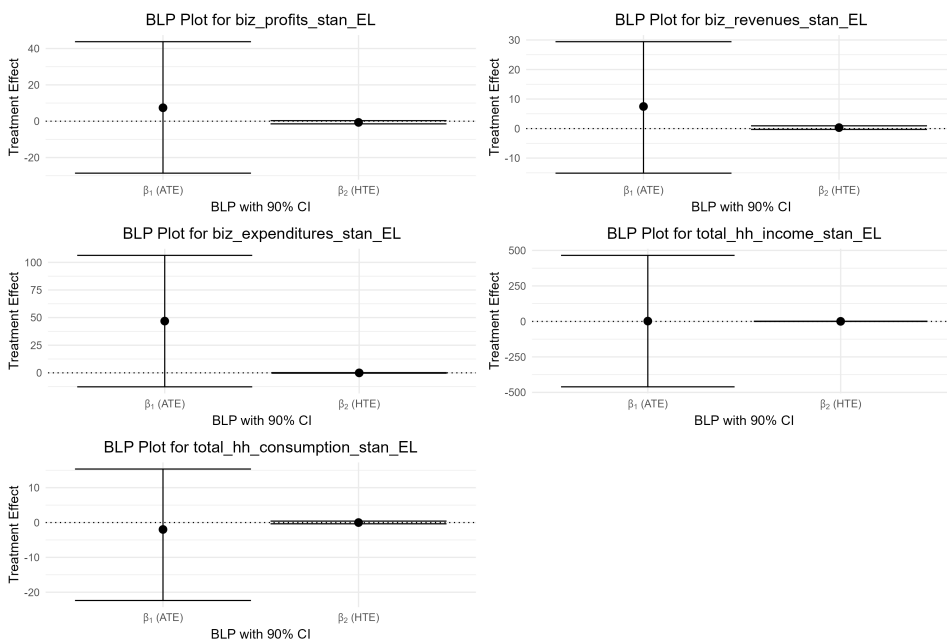 BLP Plot for biz_profits_stan_EL
Treatment Effect
40
20
0
-20
β₁ (ATE)
β₂ (HTE)
BLP with 90% CI
BLP Plot for biz_revenues_stan_EL
Treatment Effect
30
20
10
0
-10
β₁ (ATE)
β₂ (HTE)
BLP with 90% CI
BLP Plot for biz_expenditures_stan_EL
Treatment Effect
100
75
50
25
0
β₁ (ATE)
β₂ (HTE)
BLP with 90% CI
BLP Plot for total_hh_income_stan_EL
Treatment Effect
500
250
0
-250
-500
β₁ (ATE)
β₂ (HTE)
BLP with 90% CI
BLP Plot for total_hh_consumption_stan_EL
Treatment Effect
10
0
-10
-20
β₁ (ATE)
β₂ (HTE)
BLP with 90% CI